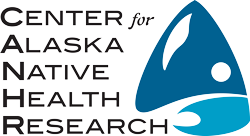 CENTER for
ALASKA
NATIVE
HEALTH
RESEARCH